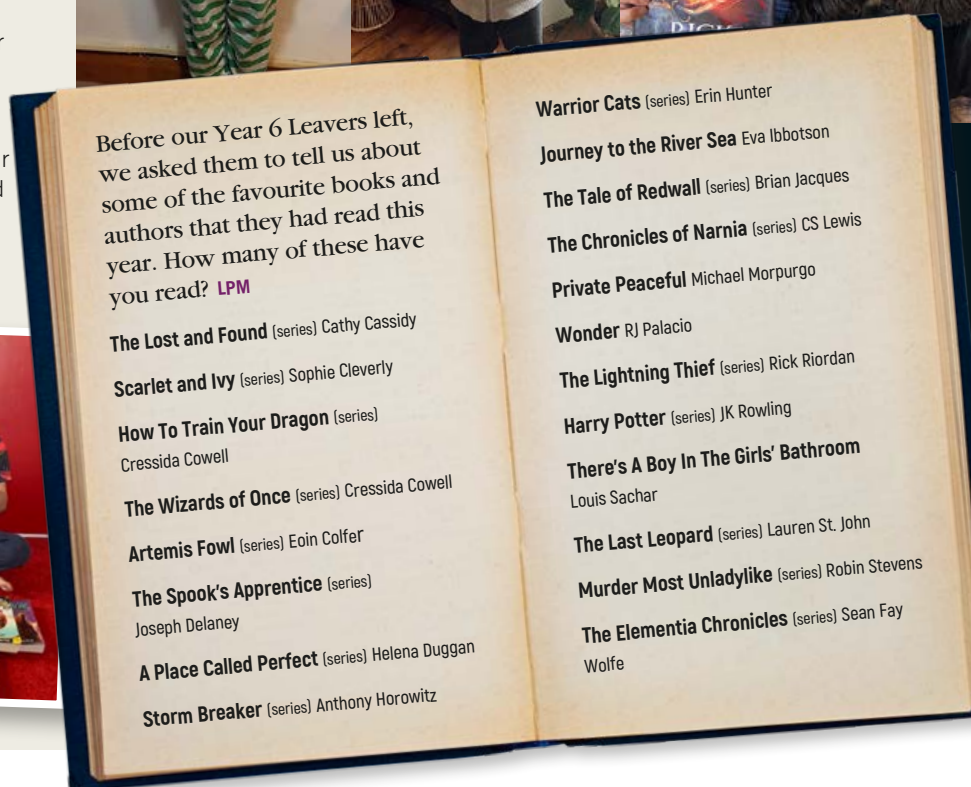 r
r
d
RICK
Before our Year 6 Leavers left,
we asked them to tell us about
some of the favourite books and
authors that they had read this
year. How many of these have
you read? LPM
The Lost and Found (series) Cathy Cassidy
Scarlet and Ivy (series) Sophie Cleverly
How To Train Your Dragon (series)
Cressida Cowell
The Wizards of Once (series) Cressida Cowell
Artemis Fowl (series) Eoin Colfer
The Spook's Apprentice (series)
Joseph Delaney
A Place Called Perfect (series) Helena Duggan
Storm Breaker (series) Anthony Horowitz
Warrior Cats (series) Erin Hunter
Journey to the River Sea Eva Ibbotson
The Tale of Redwall (series) Brian Jacques
The Chronicles of Narnia (series) CS Lewis
Private Peaceful Michael Morpurgo
Wonder RJ Palacio
The Lightning Thief (series) Rick Riordan
Harry Potter (series) JK Rowling
There's A Boy In The Girls' Bathroom
Louis Sachar
The Last Leopard (series) Lauren St. John
Murder Most Unladylike (series) Robin Stevens
The Elementia Chronicles (series) Sean Fay
Wolfe